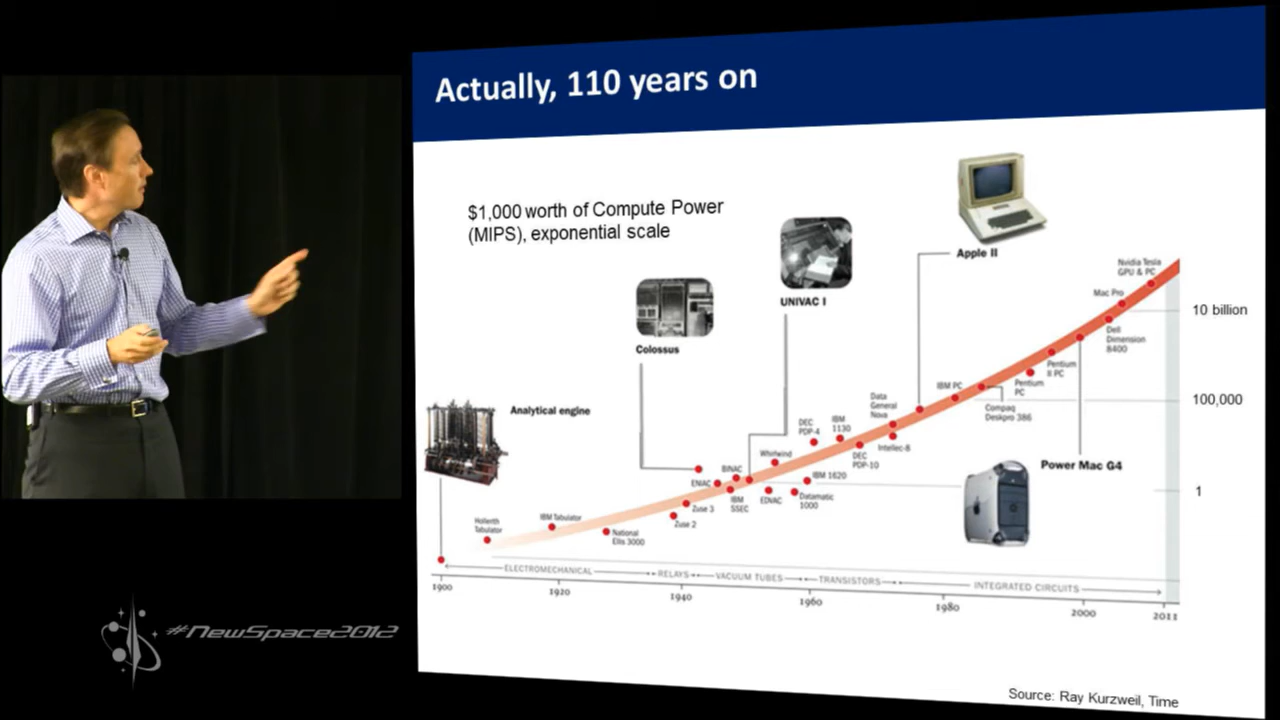 Actually, 110 years on
$1,000 worth of Compute Power
(MIPS), exponential scale
Apple II
UNIVAC I
Colossus
Analytical engine
Nvidia Tesla
GPU & PC
Mac Pro
10 billion
Dell
Dimension
8400
Pentium
II PC
Pentium
PC
IBM PC
Compaq
Deskpro 386
100,000
Data
General
Nova
Intellec-8
IBM
1130
DEC
PDP-4
DEC
PDP-10
Power Mac G4
Whirlwind
IBM 1620
BINAC
ENIAC
IBM
SSEC
EDVAC
Datamatic
1000
1
Zuse 3
Zuse 2
IBM Tabulator
Hollerith
Tabulator
National
Ellis 3000
ELECTROMECHANICAL
RELAYS
VACUUM TUBES
TRANSISTORS
INTEGRATED CIRCUITS
1900
1920
1940
1960
1980
2000
2011
#NewSpace2012
Source: Ray Kurzweil, Time